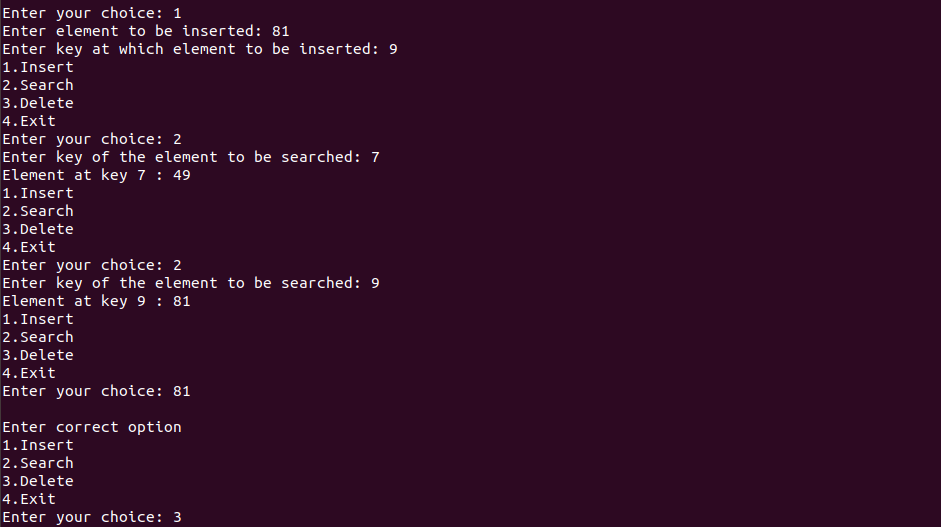 Enter your choice: 1
Enter element to be inserted: 81
Enter key at which element to be inserted: 9
1.Insert
2.Search
3.Delete
4.Exit
Enter your choice: 2
Enter key of the element to be searched: 7
Element at key 7 : 49
1.Insert
2.Search
3.Delete
4.Exit
Enter your choice: 2
Enter key of the element to be searched: 9
Element at key 9 : 81
1.Insert
2.Search
3.Delete
4.Exit
Enter your choice: 81

Enter correct option
1.Insert
2.Search
3.Delete
4.Exit
Enter your choice: 3